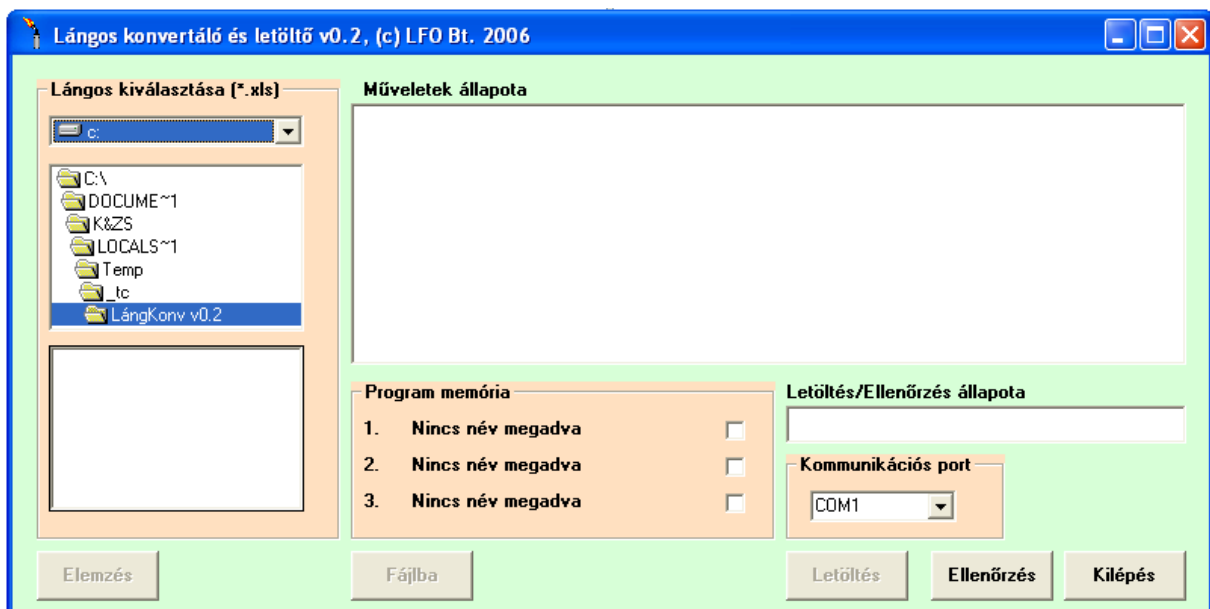 Lángos konvertáló és letöltő v0.2, (c) LFO Bt. 2006
Lángos kiválasztása (*.xls)
c:
C:\
DOCUME~1
K&ZS
LOCALS~1
Temp
_tc
LángKonv v0.2
Műveletek állapota
Program memória
1. Nincs név megadva
2. Nincs név megadva
3. Nincs név megadva
Letöltés/Ellenőrzés állapota
Kommunikációs port
COM1
Elemzés
Fájlba
Letöltés
Ellenőrzés
Kilépés